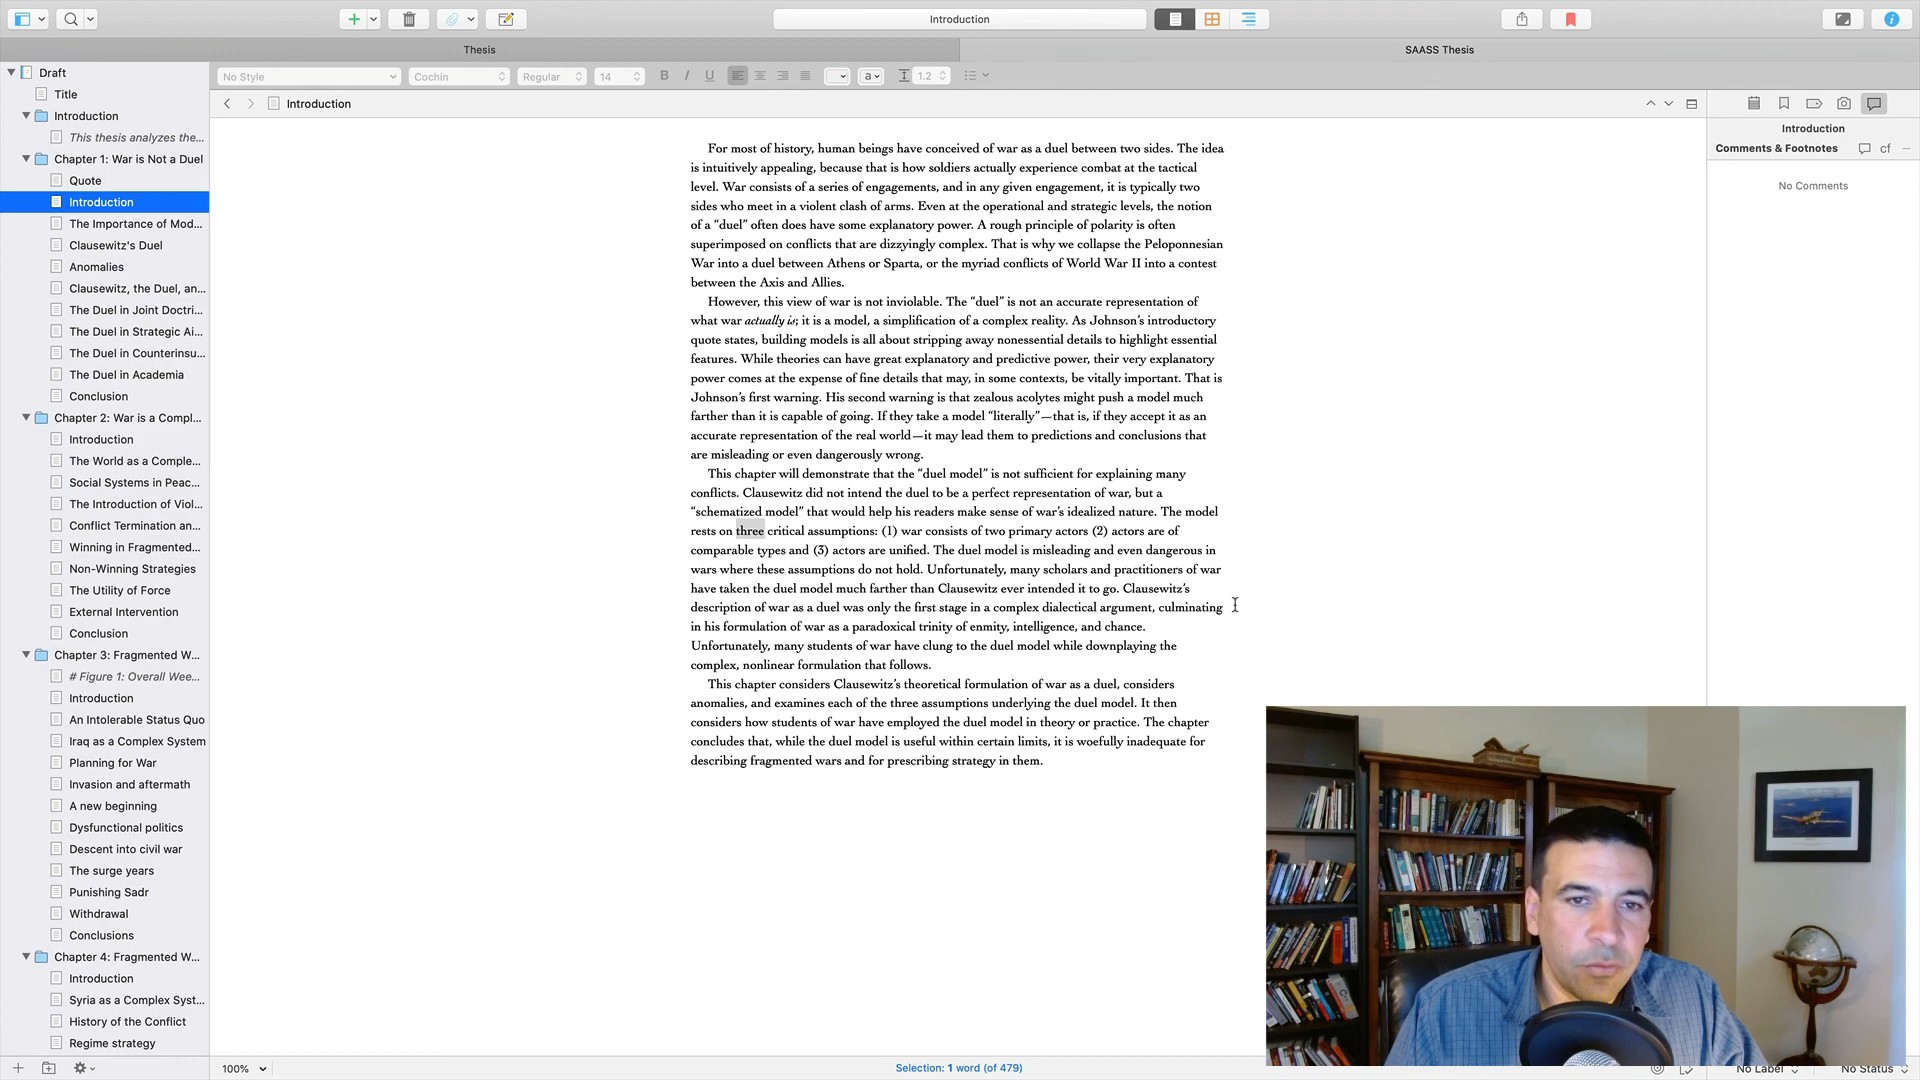 Introduction
Thesis
SAASS Thesis
No Style
Cochin
Regular
14
B
I
U
a
1.2
Draft
Title
Introduction
This thesis analyzes the...
Chapter 1: War is Not a Duel
Quote
Introduction
The Importance of Mod...
Clausewitz's Duel
Anomalies
Clausewitz, the Duel, an...
The Duel in Joint Doctri...
The Duel in Strategic Ai...
The Duel in Counterinsu...
The Duel in Academia
Conclusion
Chapter 2: War is a Compl...
Introduction
The World as a Comple...
Social Systems in Peac...
The Introduction of Viol...
Conflict Termination an...
Winning in Fragmented...
Non-Winning Strategies
The Utility of Force
External Intervention
Conclusion
Chapter 3: Fragmented W...
# Figure 1: Overall Wee...
Introduction
An Intolerable Status Quo
Iraq as a Complex System
Planning for War
Invasion and aftermath
A new beginning
Dysfunctional politics
Descent into civil war
The surge years
Punishing Sadr
Withdrawal
Conclusions
Chapter 4: Fragmented W...
Introduction
Syria as a Complex Syst...
History of the Conflict
Regime strategy
Introduction
For most of history, human beings have conceived of war as a duel between two sides. The idea
is intuitively appealing, because that is how soldiers actually experience combat at the tactical
level. War consists of a series of engagements, and in any given engagement, it is typically two
sides who meet in a violent clash of arms. Even at the operational and strategic levels, the notion
of a “duel” often does have some explanatory power. A rough principle of polarity is often
superimposed on conflicts that are dizzyingly complex. That is why we collapse the Peloponnesian
War into a duel between Athens or Sparta, or the myriad conflicts of World War II into a contest
between the Axis and Allies.
However, this view of war is not inviolable. The “duel” is not an accurate representation of
what war actually is; it is a model, a simplification of a complex reality. As Johnson’s introductory
quote states, building models is all about stripping away nonessential details to highlight essential
features. While theories can have great explanatory and predictive power, their very explanatory
power comes at the expense of fine details that may, in some contexts, be vitally important. That is
Johnson’s first warning. His second warning is that zealous acolytes might push a model much
farther than it is capable of going. If they take a model “literally”—that is, if they accept it as an
accurate representation of the real world—it may lead them to predictions and conclusions that
are misleading or even dangerously wrong.
This chapter will demonstrate that the “duel model” is not sufficient for explaining many
conflicts. Clausewitz did not intend the duel to be a perfect representation of war, but a
“schematized model” that would help his readers make sense of war’s idealized nature. The model
rests on three critical assumptions: (1) war consists of two primary actors (2) actors are of
comparable types and (3) actors are unified. The duel model is misleading and even dangerous in
wars where these assumptions do not hold. Unfortunately, many scholars and practitioners of war
have taken the duel model much farther than Clausewitz ever intended it to go. Clausewitz’s
description of war as a duel was only the first stage in a complex dialectical argument, culminating
in his formulation of war as a paradoxical trinity of enmity, intelligence, and chance.
Unfortunately, many students of war have clung to the duel model while downplaying the
complex, nonlinear formulation that follows.
This chapter considers Clausewitz’s theoretical formulation of war as a duel, considers
anomalies, and examines each of the three assumptions underlying the duel model. It then
considers how students of war have employed the duel model in theory or practice. The chapter
concludes that, while the duel model is useful within certain limits, it is woefully inadequate for
describing fragmented wars and for prescribing strategy in them.
Introduction
Comments & Footnotes
cf
No Comments
100%
Selection: 1 word (of 479)
No Label
No Status